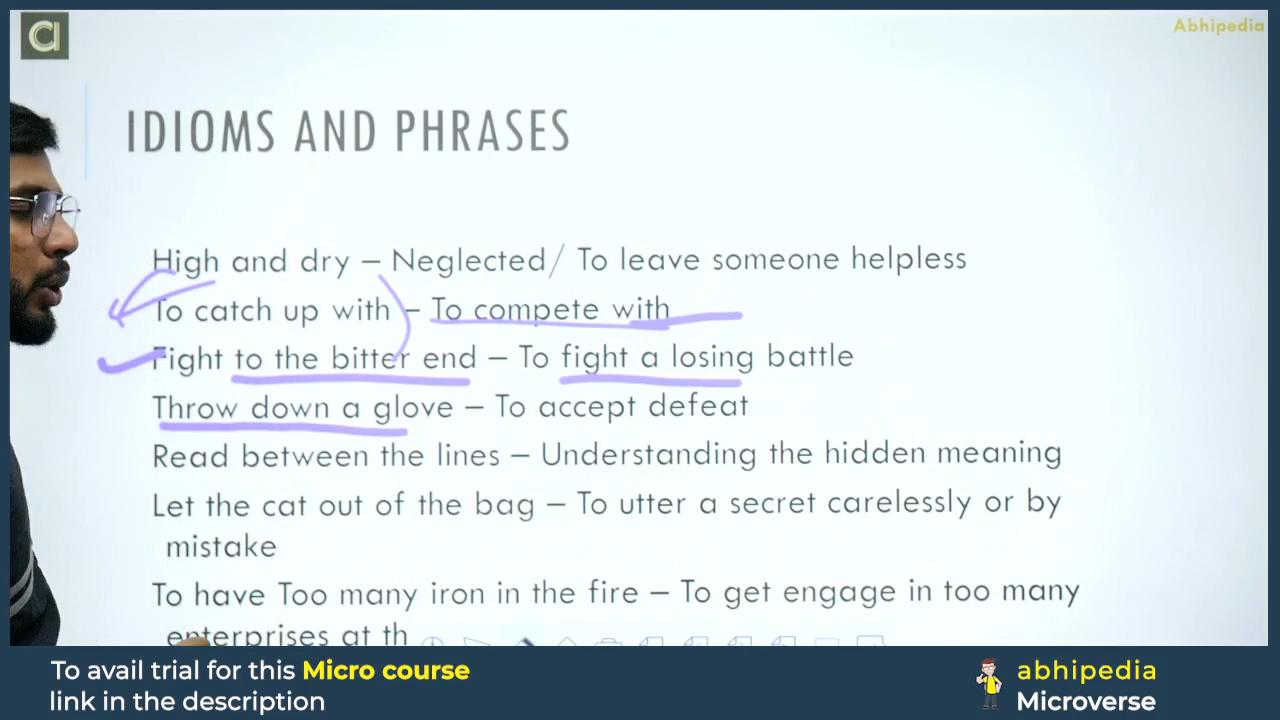 Abhipedia
IDIOMS AND PHRASES
High and dry – Neglected/ To leave someone helpless
To catch up with – To compete with
Fight to the bitter end – To fight a losing battle
Throw down a glove – To accept defeat
Read between the lines – Understanding the hidden meaning
Let the cat out of the bag – To utter a secret carelessly or by
mistake
To have Too many iron in the fire – To get engage in too many
enterprises at th
To avail trial for this Micro course
link in the description
abhipedia
Microverse